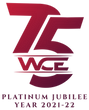 75
WCE
PLATINUM JUBILEE
YEAR 2021-22